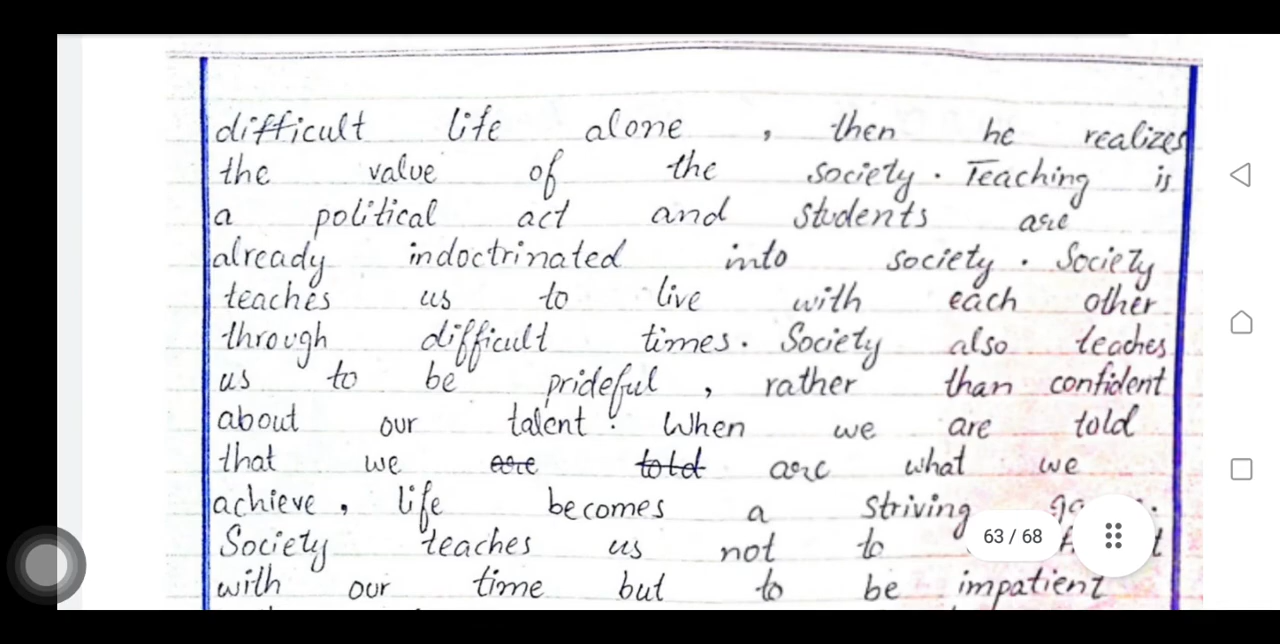 difficult life alone , then he realizes
the value of the society . Teaching is
a political act and students are
already indoctrinated into society . Society
teaches us to live with each other
through difficult times . Society also teaches
us to be prideful , rather than confident
about our talent . When we are told
that we ~~are~~ ~~told~~ are what we
achieve , life becomes a striving
63 / 68
Society teaches us not to
with our time but to be impatient